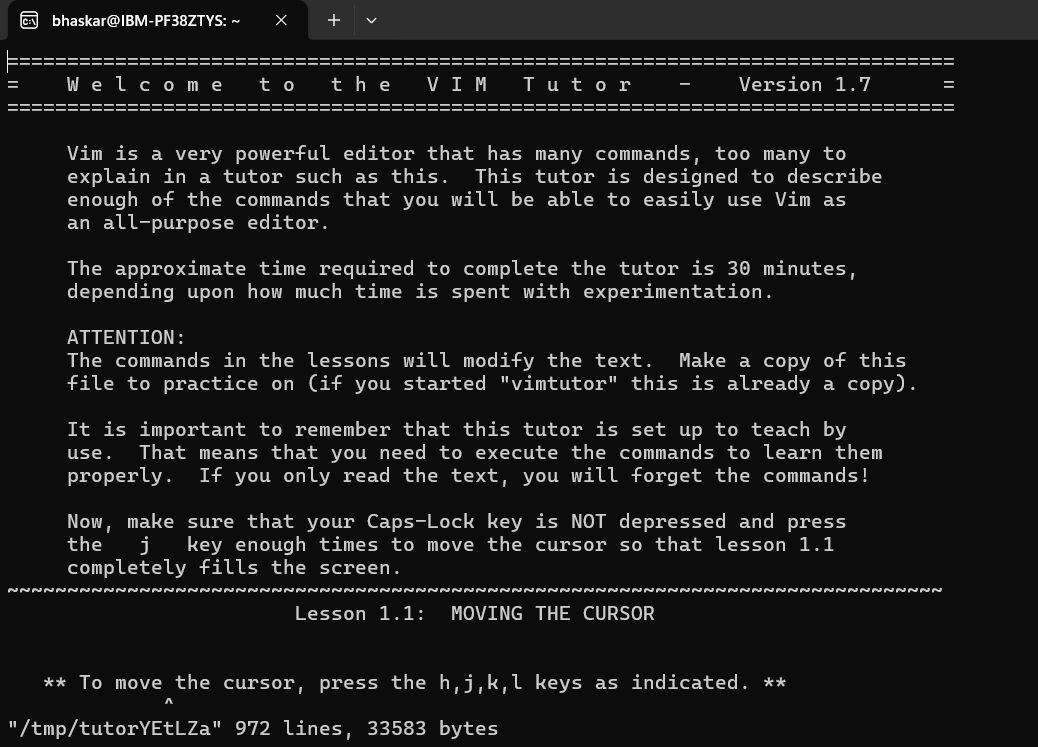 bhaskar@IBM-PF38ZTYS: ~
===============================================================================
=    W e l c o m e   t o   t h e   V I M   T u t o r    -    Version 1.7      =
===============================================================================
Vim is a very powerful editor that has many commands, too many to
explain in a tutor such as this.  This tutor is designed to describe
enough of the commands that you will be able to easily use Vim as
an all-purpose editor.
The approximate time required to complete the tutor is 30 minutes,
depending upon how much time is spent with experimentation.
ATTENTION:
The commands in the lessons will modify the text.  Make a copy of this
file to practice on (if you started "vimtutor" this is already a copy).
It is important to remember that this tutor is set up to teach by
use.  That means that you need to execute the commands to learn them
properly.  If you only read the text, you will forget the commands!
Now, make sure that your Caps-Lock key is NOT depressed and press
the   j   key enough times to move the cursor so that lesson 1.1
completely fills the screen.
~~~~~~~~~~~~~~~~~~~~~~~~~~~~~~~~~~~~~~~~~~~~~~~~~~~~~~~~~~~~~~~~~~~~~~~~~~~~~~
Lesson 1.1:  MOVING THE CURSOR
** To move the cursor, press the h,j,k,l keys as indicated. **
^
"/tmp/tutorYEtLZa" 972 lines, 33583 bytes